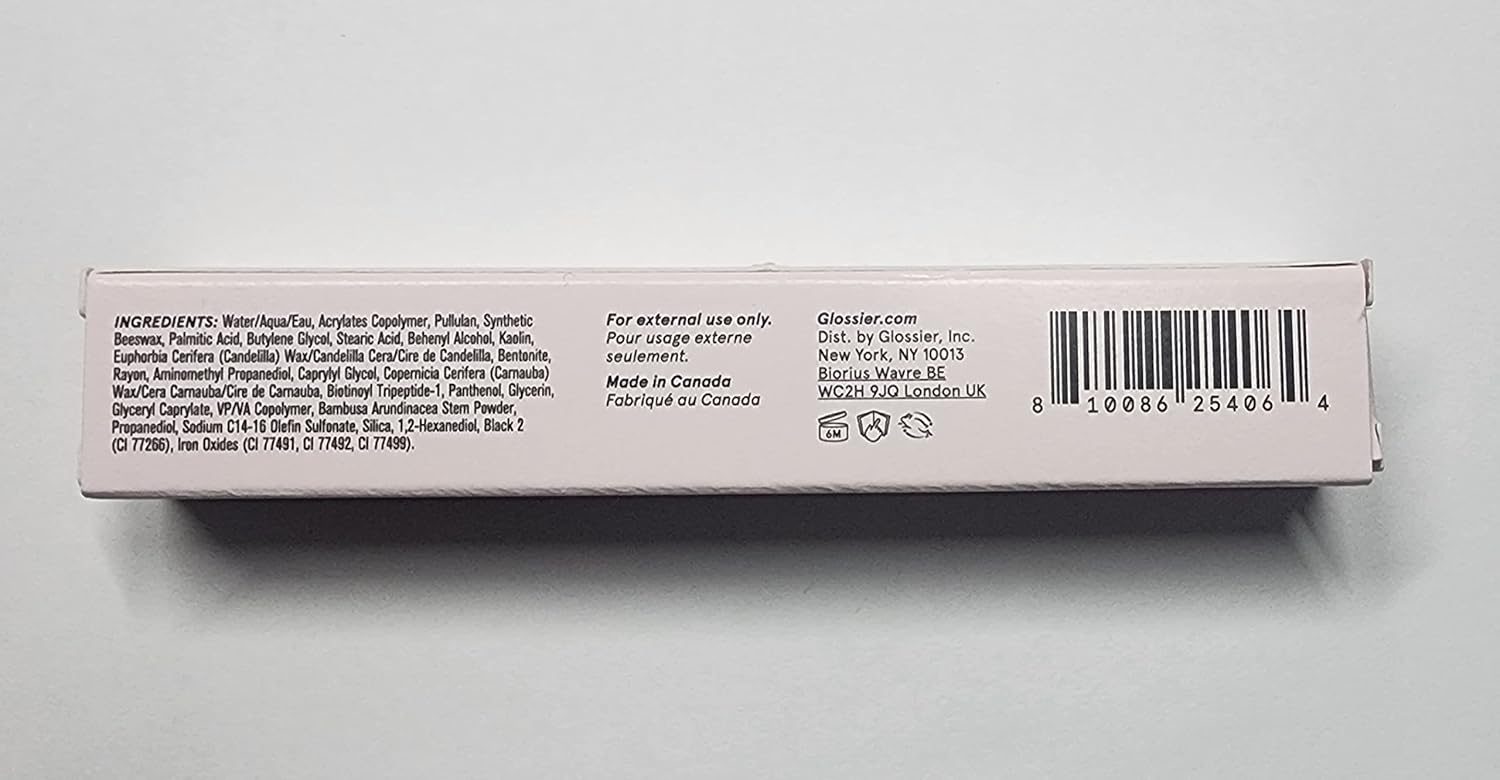 INGREDIENTS: Water/Aqua/Eau, Acrylates Copolymer, Pullulan, Synthetic
Beeswax, Palmitic Acid, Butylene Glycol, Stearic Acid, Behenyl Alcohol, Kaolin,
Euphorbia Cerifera (Candelilla) Wax/Candelilla Cera/Cire de Candelilla, Bentonite,
Rayon, Aminomethyl Propanediol, Caprylyl Glycol, Copernicia Cerifera (Carnauba)
Wax/Cera Carnauba/Cire de Carnauba, Biotinoyl Tripeptide-1, Panthenol, Glycerin,
Glyceryl Caprylate, VP/VA Copolymer, Bambusa Arundinacea Stem Powder,
Propanediol, Sodium C14-16 Olefin Sulfonate, Silica, 1,2-Hexanediol, Black 2
(CI 77266), Iron Oxides (CI 77491, CI 77492, CI 77499).
For external use only.
Pour usage externe
seulement.
Made in Canada
Fabriqué au Canada
Glossier.com
Dist. by Glossier, Inc.
New York, NY 10013
Biorius Wavre BE
WC2H 9JQ London UK
6M
8 10086 25406 4